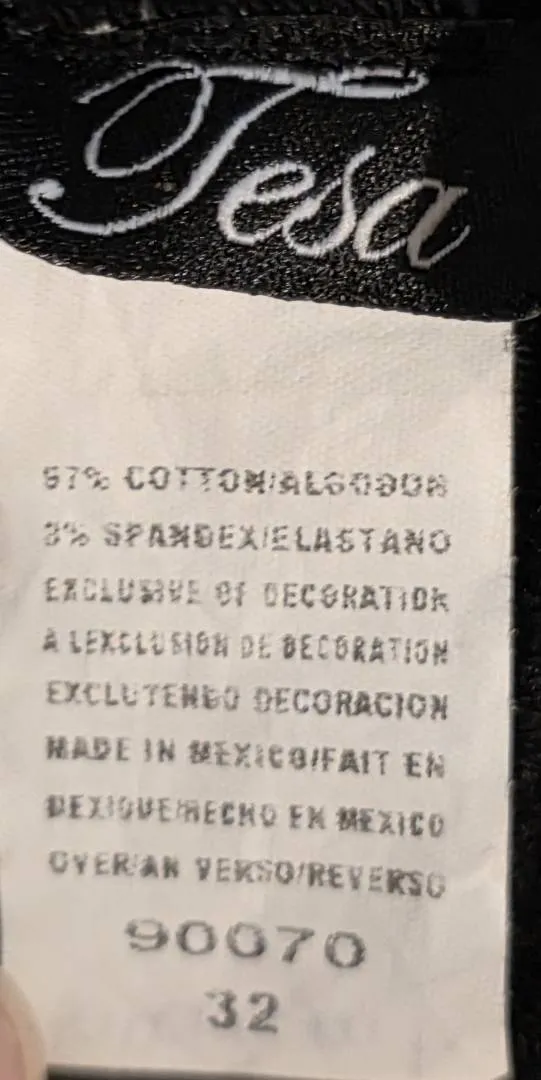 Tesa
97% COTTON/ALGODON
3% SPANDEX/ELASTANO
EXCLUSIVE OF DECORATION
A LEXCLUSION DE DECORATION
EXCLUYENDO DECORACION
MADE IN MEXICO/FAIT EN
MEXIQUE/HECHO EN MEXICO
OVER/AN VERSO/REVERSO
90070
32